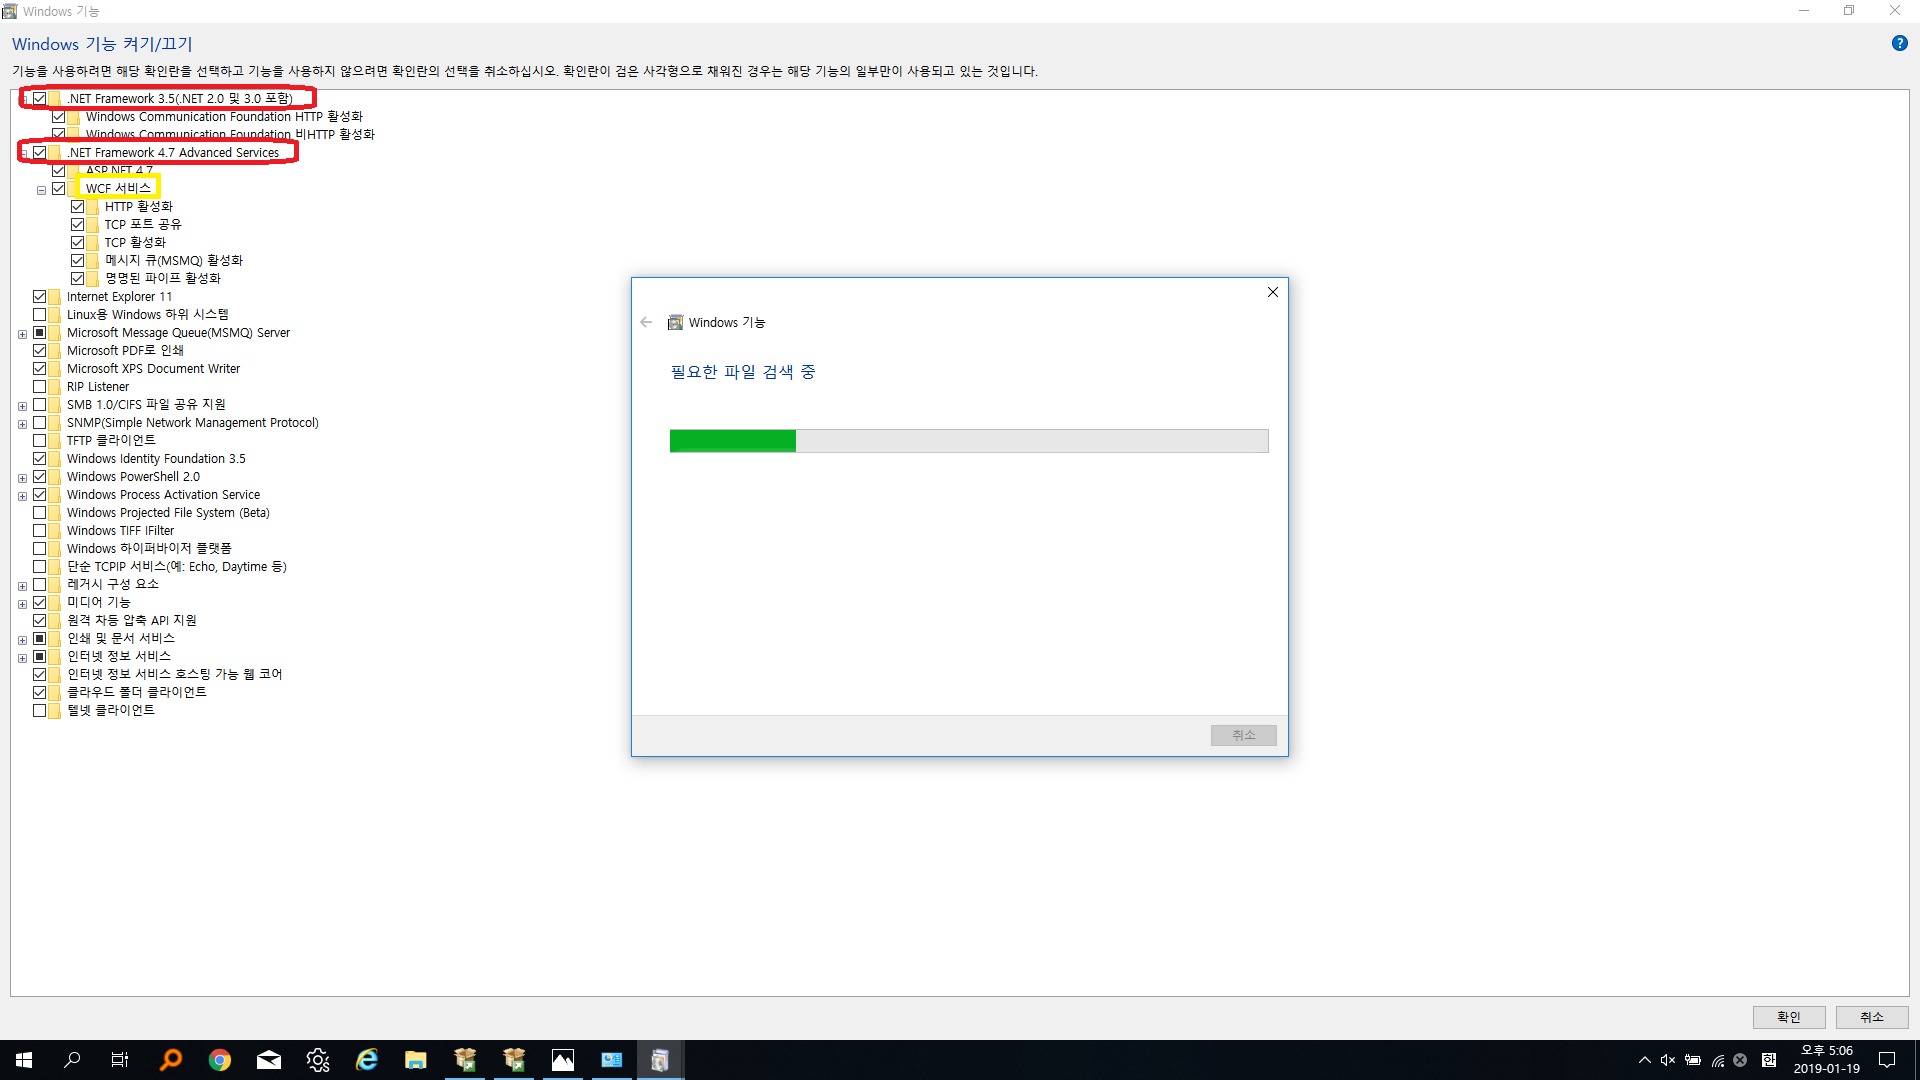 Windows 기능
Windows 기능 켜기/끄기
기능을 사용하려면 해당 확인란을 선택하고 기능을 사용하지 않으려면 확인란의 선택을 취소하십시오. 확인란이 검은 사각형으로 채워진 경우는 해당 기능의 일부만이 사용되고 있는 것입니다.
.NET Framework 3.5(.NET 2.0 및 3.0 포함)
Windows Communication Foundation HTTP 활성화
Windows Communication Foundation 비HTTP 활성화
.NET Framework 4.7 Advanced Services
ASP.NET 4.7
WCF 서비스
HTTP 활성화
TCP 포트 공유
TCP 활성화
메시지 큐(MSMQ) 활성화
명명된 파이프 활성화
Internet Explorer 11
Linux용 Windows 하위 시스템
Microsoft Message Queue(MSMQ) Server
Microsoft PDF로 인쇄
Microsoft XPS Document Writer
RIP Listener
SMB 1.0/CIFS 파일 공유 지원
SNMP(Simple Network Management Protocol)
TFTP 클라이언트
Windows Identity Foundation 3.5
Windows PowerShell 2.0
Windows Process Activation Service
Windows Projected File System (Beta)
Windows TIFF IFilter
Windows 하이퍼바이저 플랫폼
단순 TCPIP 서비스(예: Echo, Daytime 등)
레거시 구성 요소
미디어 기능
원격 차등 압축 API 지원
인쇄 및 문서 서비스
인터넷 정보 서비스
인터넷 정보 서비스 호스팅 가능 웹 코어
클라우드 폴더 클라이언트
텔넷 클라이언트
Windows 기능
필요한 파일 검색 중
취소
확인
취소
한
오후 5:06
2019-01-19